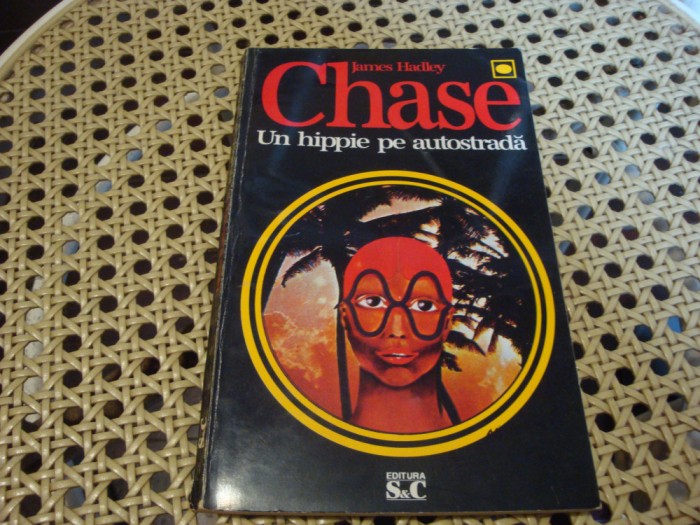 James Hadley
Chase
Un hippie pe autostradă
EDITURA
S&C